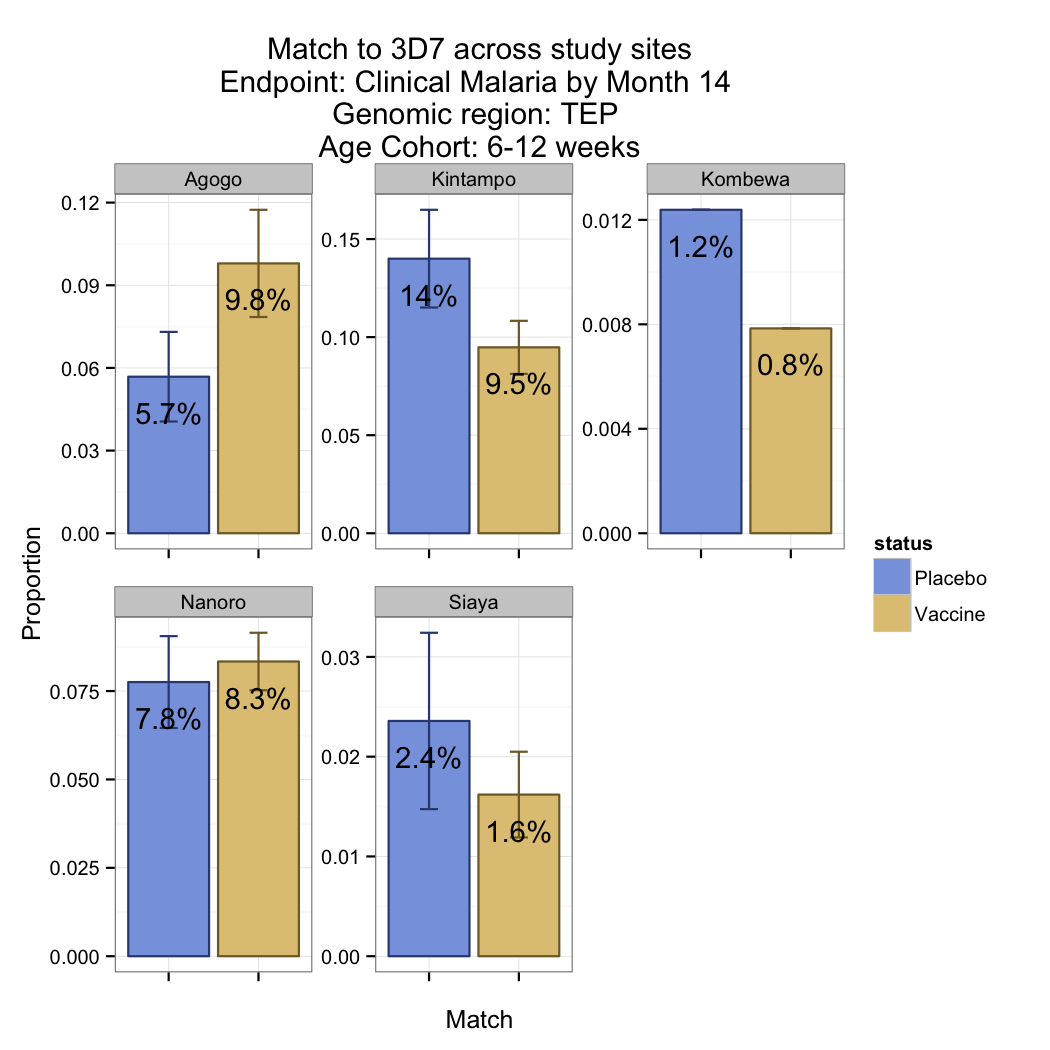 Match to 3D7 across study sites
Endpoint: Clinical Malaria by Month 14
Genomic region: TEP
Age Cohort: 6-12 weeks
Agogo
Kintampo
Kombewa
0.12
0.09
0.06
0.03
0.00
5.7%
9.8%
0.15
0.10
0.05
0.00
14%
9.5%
0.012
0.008
0.004
0.000
1.2%
0.8%
Proportion
Nanoro
Siaya
0.075
0.050
0.025
0.000
7.8%
8.3%
0.03
0.02
0.01
0.00
2.4%
1.6%
status
Placebo
Vaccine
Match